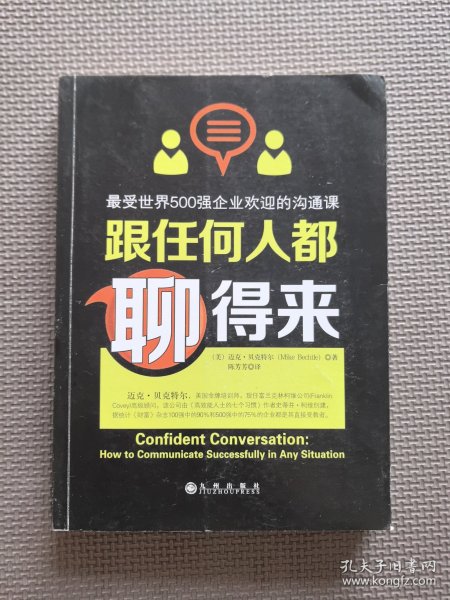 最受世界500强企业欢迎的沟通课
跟任何人都
聊得来
（美）迈克·贝克特尔（Mike Bechtle）◎著
陈芳芳◎译
迈克·贝克特尔，美国金牌培训师，现任富兰克林柯维公司（Franklin
Covey）高级顾问，该公司由《高效能人士的七个习惯》作者史蒂芬·柯维创建。
据统计《财富》杂志100强中的90%和500强中的75%的企业都是其直接受教者。
Confident Conversation:
How to Communicate Successfully in Any Situation
九州出版社
JIUZHOUPRESS
孔夫子旧书网
www.kongfz.com